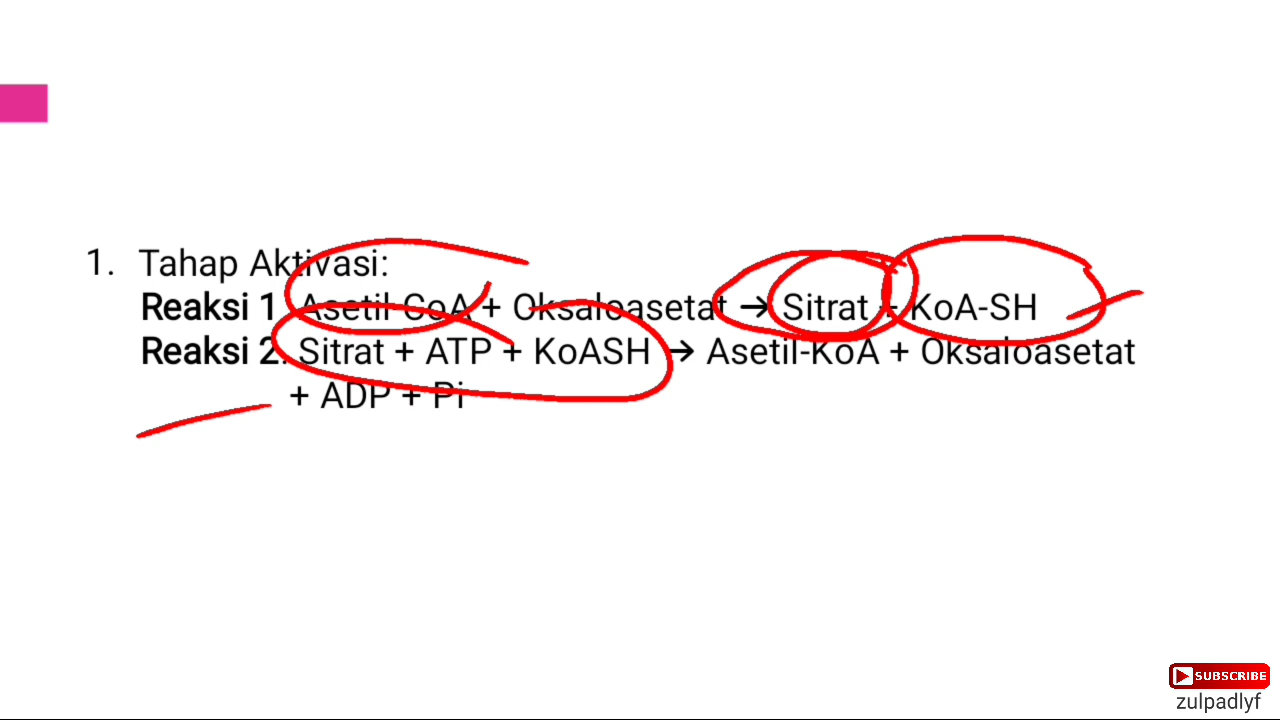 1. Tahap Aktivasi:
Reaksi 1. Asetil-CoA + Oksaloasetat → Sitrat + KoA-SH
Reaksi 2. Sitrat + ATP + KoASH → Asetil-KoA + Oksaloasetat
+ ADP + Pi
SUBSCRIBE
zulpadlyf